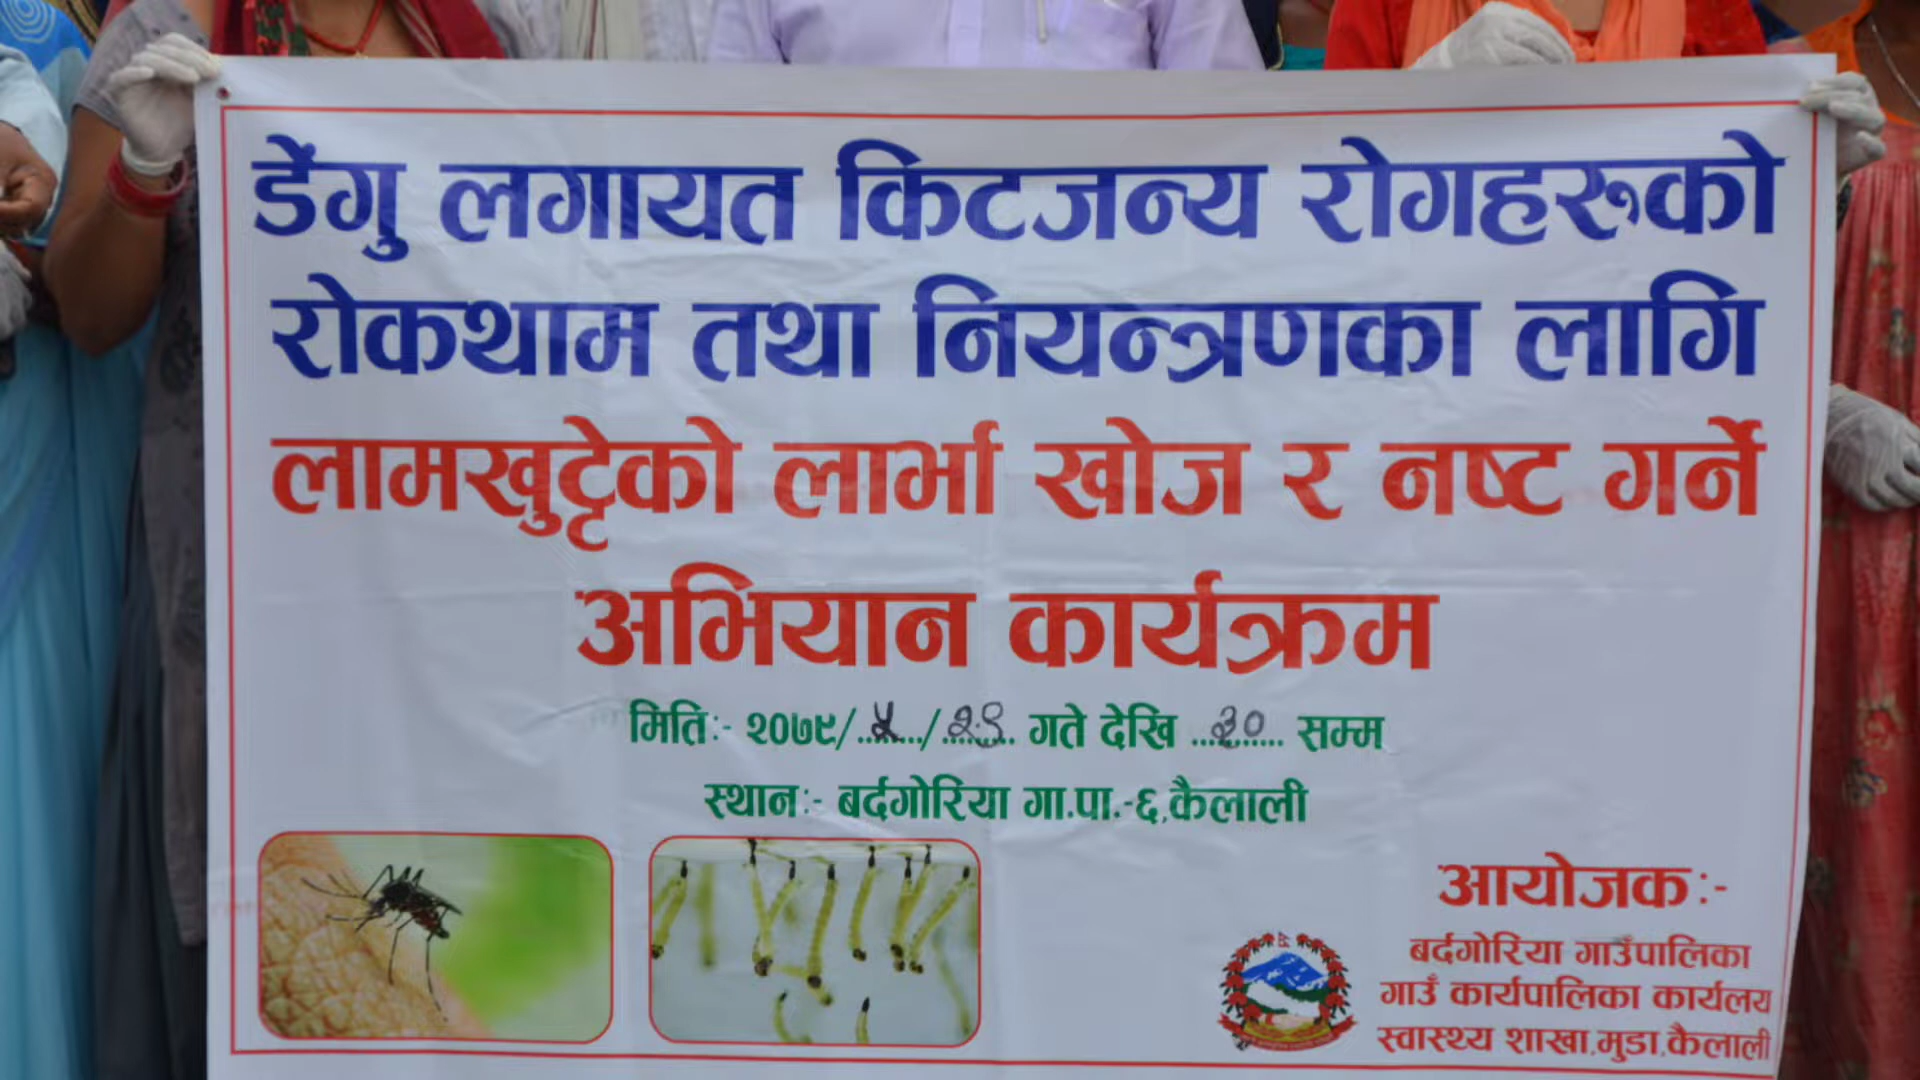 डेंगु लगायत किटजन्य रोगहरुको
रोकथाम तथा नियन्त्रणका लागि
लामखुट्टेको लार्भा खोज र नष्ट गर्ने
अभियान कार्यक्रम
मितिः- २०७९/...५.../...२९... गते देखि ...३०... सम्म
स्थानः- बर्दगोरिया गा.पा.-६,कैलाली
आयोजकः-
बर्दगोरिया गाउँपालिका
गाउँ कार्यपालिका कार्यलय
स्वास्थ्य शाखा,मुडा,कैलाली